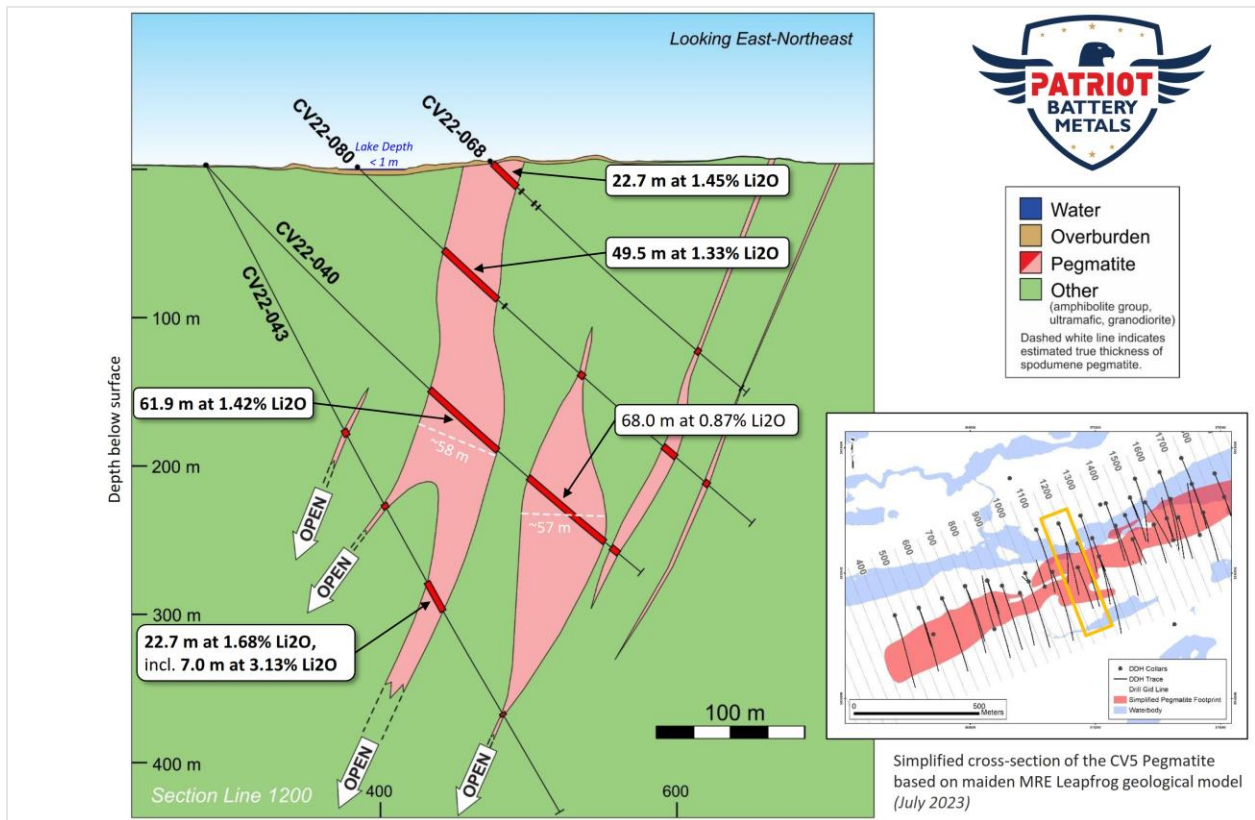 Looking East-Northeast
PATRIOT
BATTERY
METALS
CV22-068
CV22-080
Lake Depth
< 1 m
CV22-040
CV22-043
22.7 m at 1.45% Li2O
49.5 m at 1.33% Li2O
61.9 m at 1.42% Li2O
68.0 m at 0.87% Li2O
~58 m
~57 m
22.7 m at 1.68% Li2O,
incl. 7.0 m at 3.13% Li2O
OPEN
OPEN
OPEN
OPEN
Depth below surface
100 m
200 m
300 m
400 m
100 m
Section Line 1200
400
600
Water
Overburden
Pegmatite
Other
(amphibolite group,
ultramafic, granodiorite)
Dashed white line indicates
estimated true thickness of
spodumene pegmatite.
400
500
600
700
800
900
1000
1100
1200
1300
1400
1500
1600
1700
DDH Collars
DDH Trace
Drill Gid Line
Simplified Pegmatite Footprint
Waterbody
0
500
Meters
Simplified cross-section of the CV5 Pegmatite
based on maiden MRE Leapfrog geological model
(July 2023)